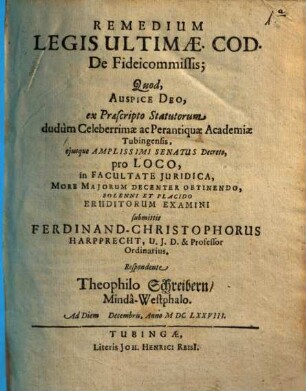 REMEDIUM
LEGIS ULTIMÆ. COD.
De Fideicommissis;
Quod,
AUSPICE DEO,
ex Præscripto Statutorum
dudùm Celeberrimæ ac Perantiquæ Academiæ
Tubingensis,
ejusque AMPLISSIMI SENATUS Decreto,
pro LOCO,
in FACULTATE JURIDICA,
MORE MAJORUM DECENTER OBTINENDO,
SOLENNI ET PLACIDO
ERUDITORUM EXAMINI
submittit
FERDINAND-CHRISTOPHORUS
HARPPRECHT, U. J. D. & Professor
Ordinarius,
Respondente
Theophilo Schreibern/
Mindâ-Westphalo.
Ad Diem Decembris, Anno M DC LXXVIII.
TUBINGÆ,
Literis JOH. HENRICI REISI.